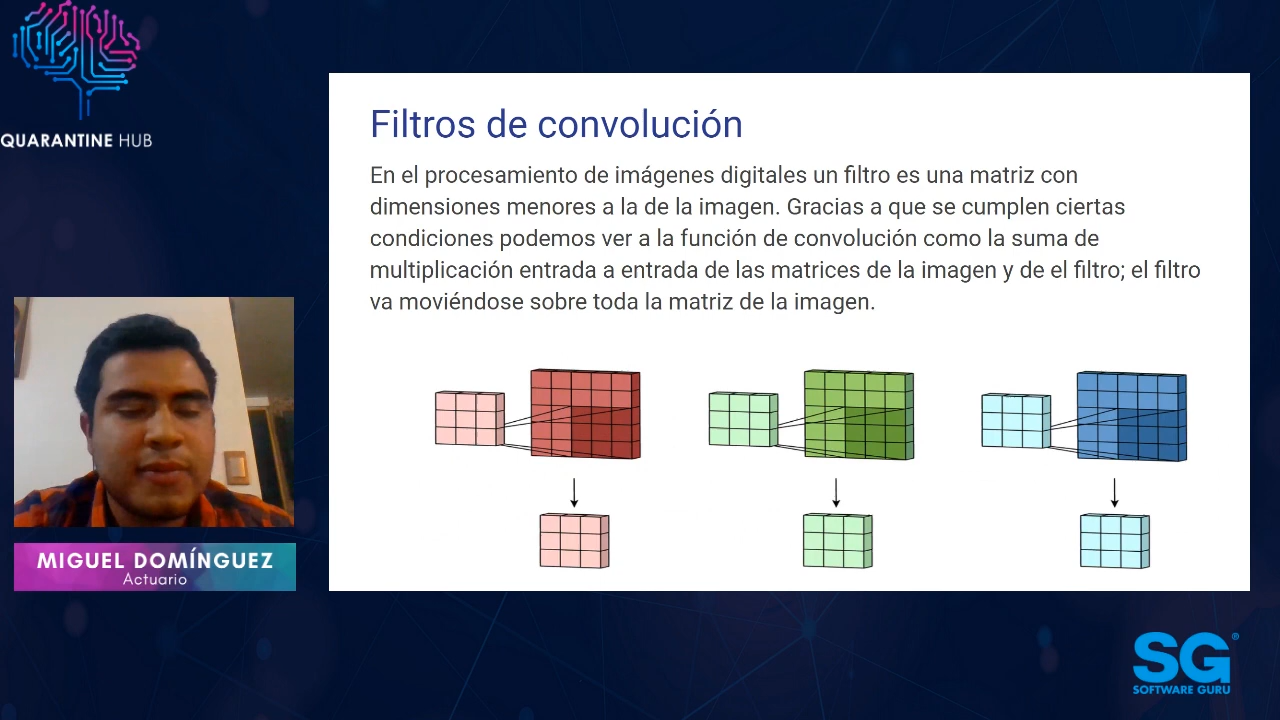 QUARANTINE HUB
Filtros de convolución
En el procesamiento de imágenes digitales un filtro es una matriz con
dimensiones menores a la de la imagen. Gracias a que se cumplen ciertas
condiciones podemos ver a la función de convolución como la suma de
multiplicación entrada a entrada de las matrices de la imagen y de el filtro; el filtro
va moviéndose sobre toda la matriz de la imagen.
MIGUEL DOMÍNGUEZ
Actuario
SG®
SOFTWARE GURU